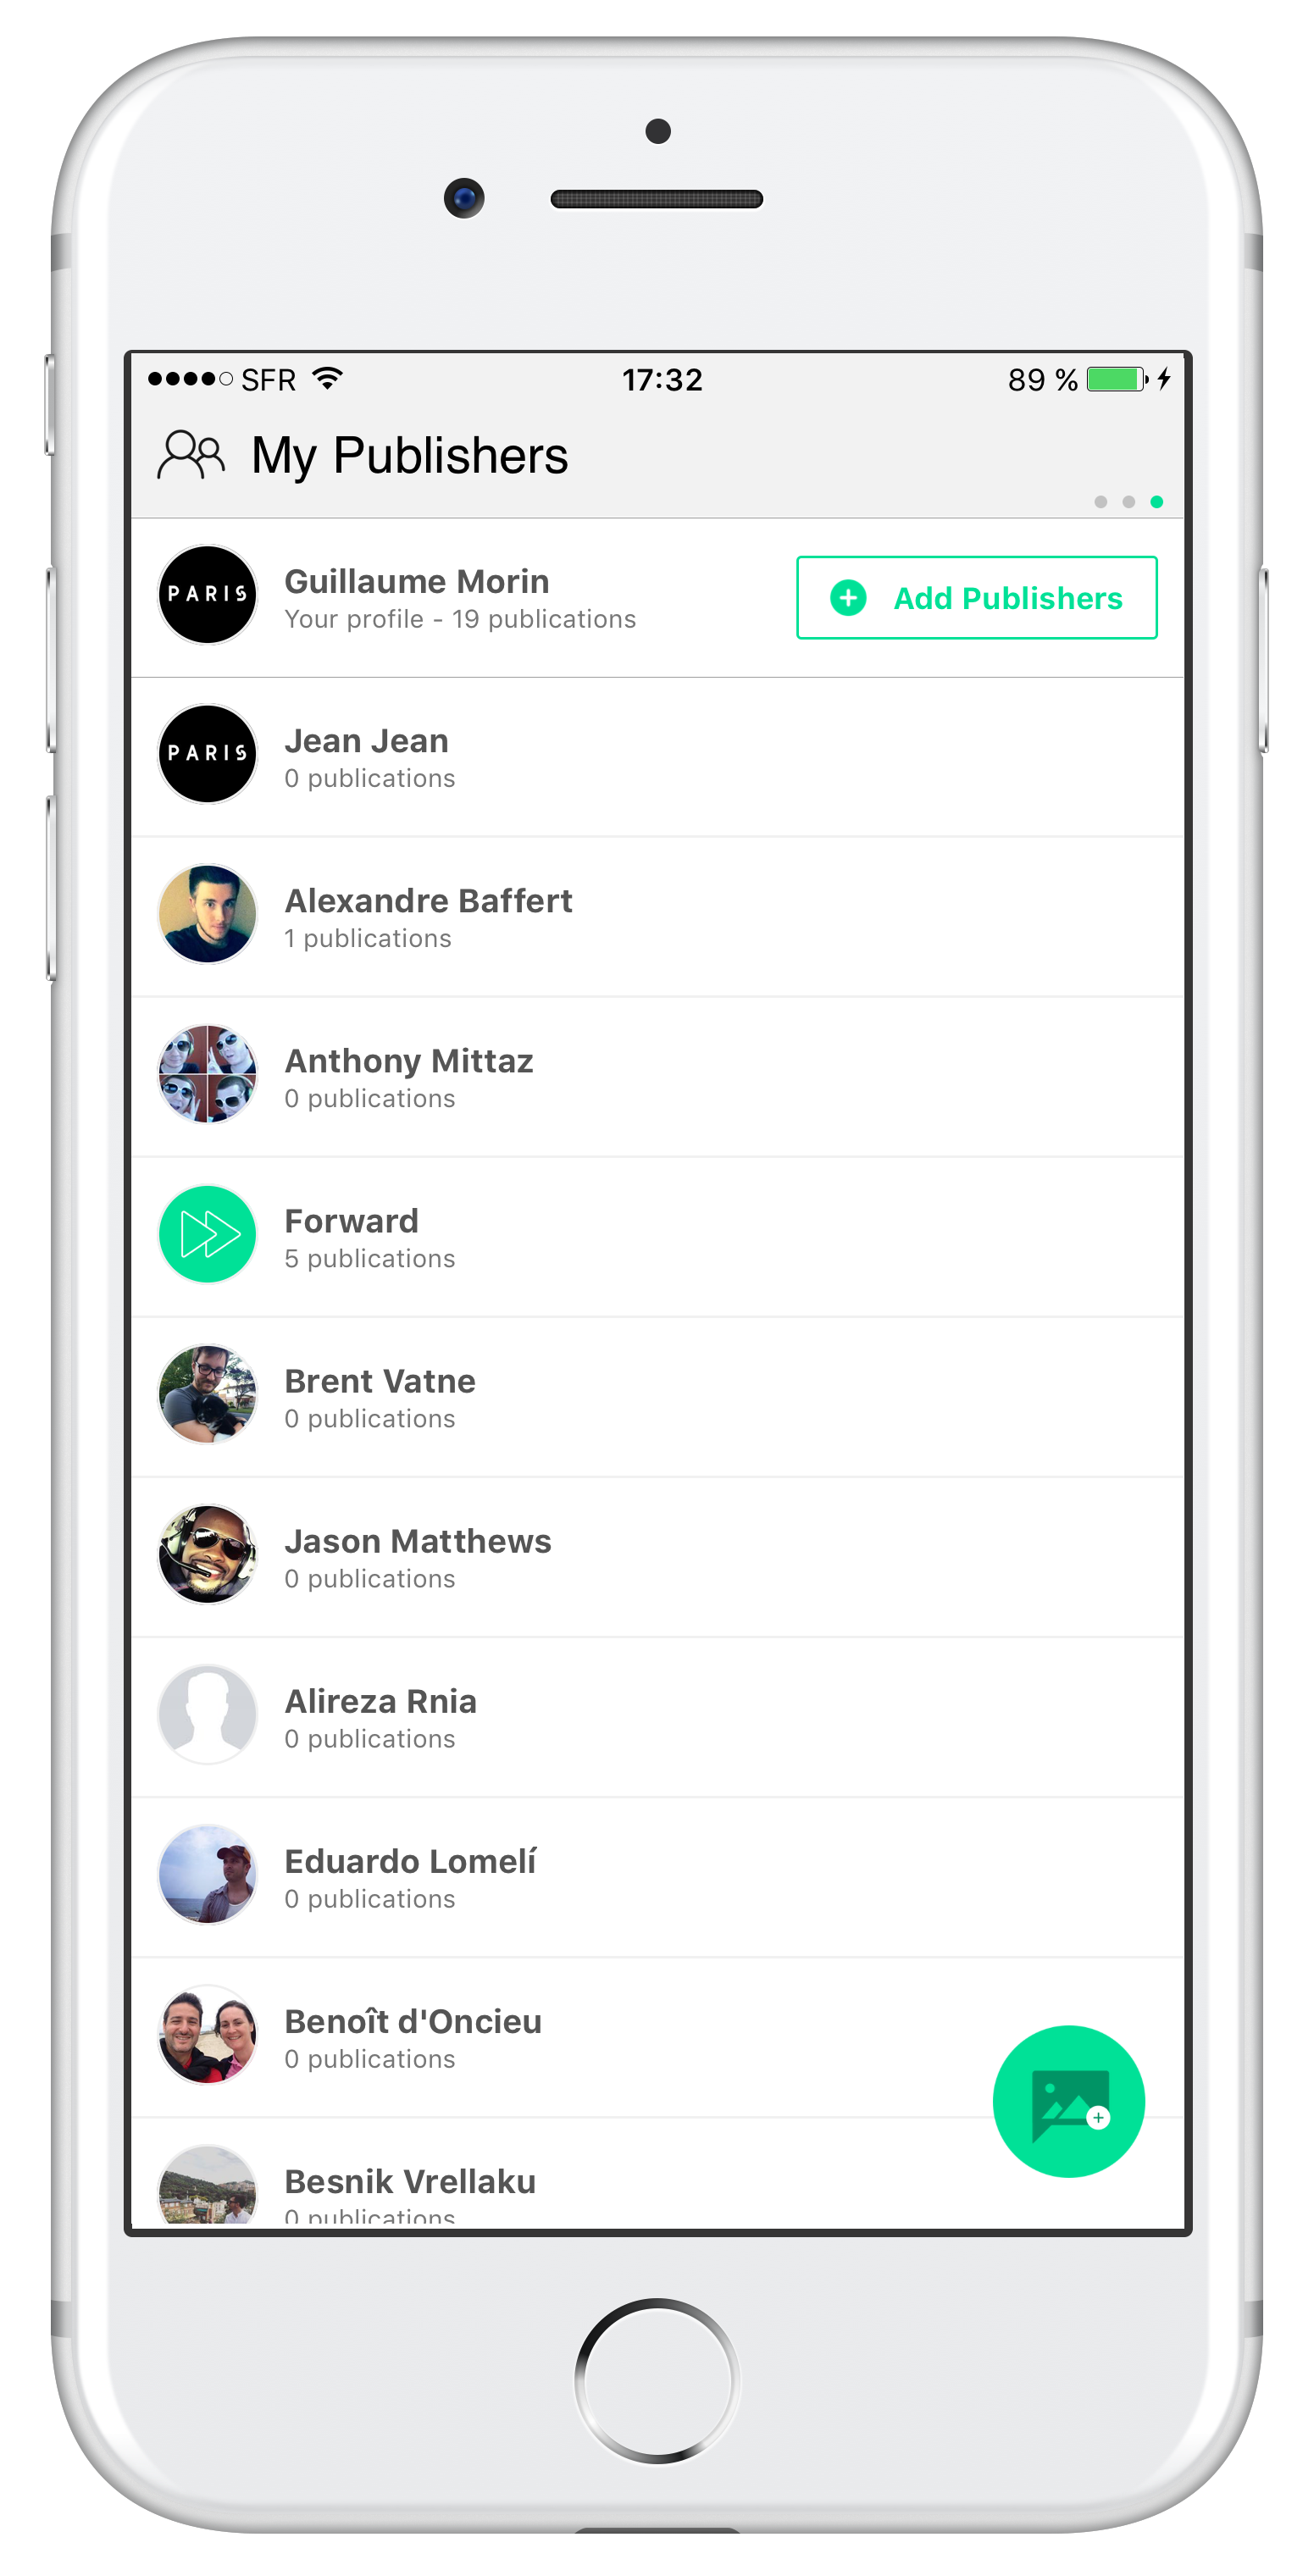 SFR
17:32
89 %
My Publishers
PARIS
Guillaume Morin
Your profile - 19 publications
Add Publishers
PARIS
Jean Jean
0 publications
Alexandre Baffert
1 publications
Anthony Mittaz
0 publications
Forward
5 publications
Brent Vatne
0 publications
Jason Matthews
0 publications
Alireza Rnia
0 publications
Eduardo Lomelí
0 publications
Benoît d'Oncieu
0 publications
Besnik Vrellaku
0 publications